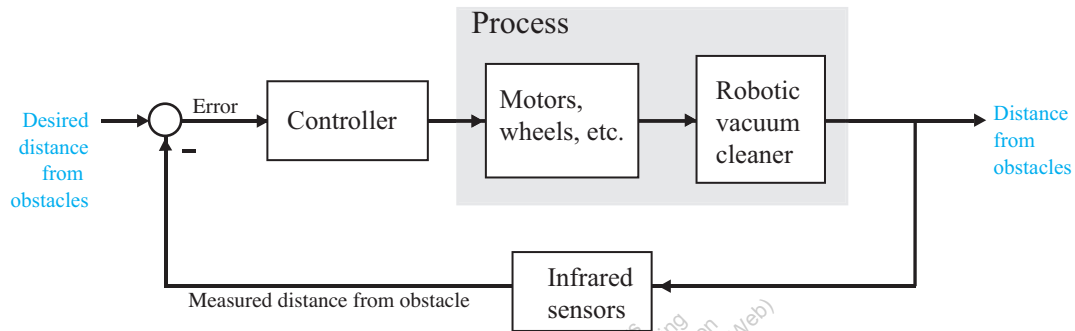 Process
Desired
distance
from
obstacles
Error
Controller
Motors,
wheels, etc.
Robotic
vacuum
cleaner
Distance
from
obstacles
Infrared
sensors
Measured distance from obstacle
Web)